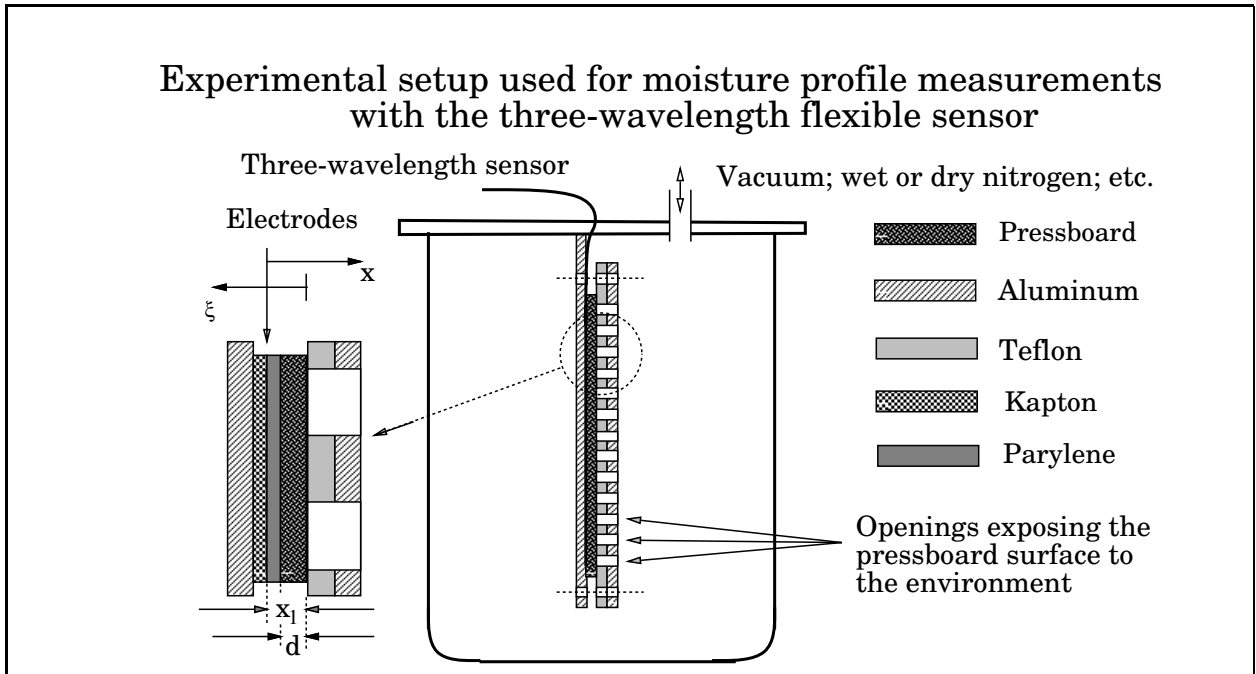 Experimental setup used for moisture profile measurements
with the three-wavelength flexible sensor
Three-wavelength sensor
Vacuum; wet or dry nitrogen; etc.
Electrodes
x
ξ
Pressboard
Aluminum
Teflon
Kapton
Parylene
Openings exposing the
pressboard surface to
the environment
x_l
d